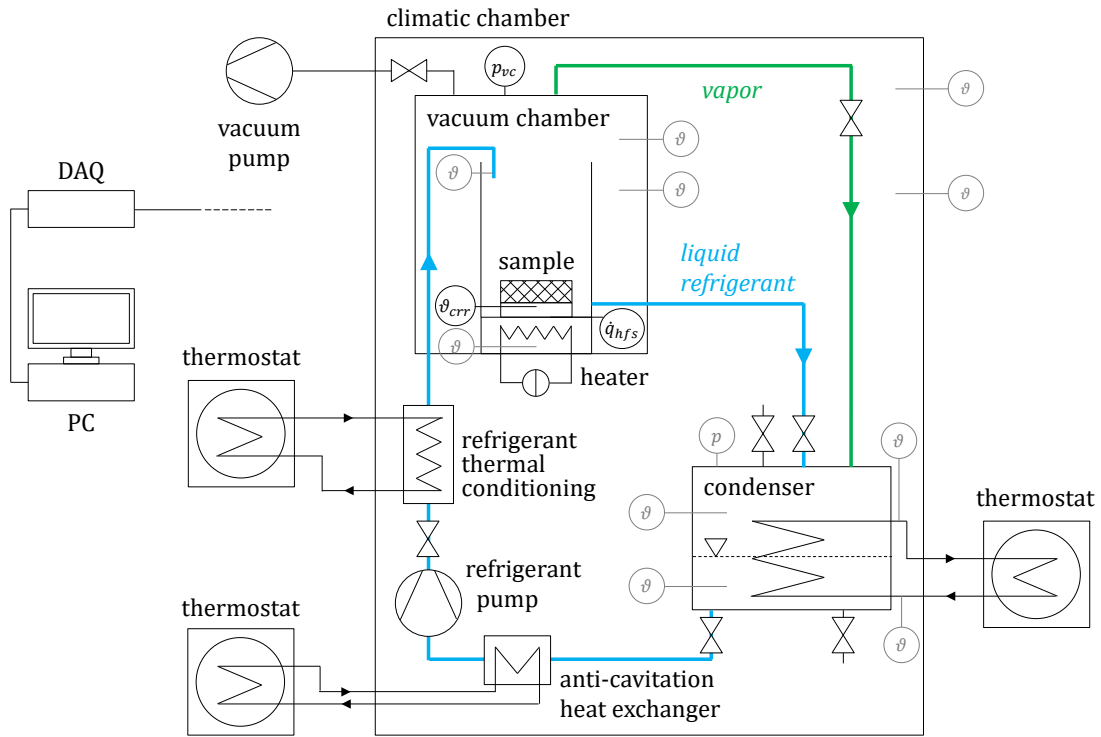 climatic chamber
p_vc
vapor
ϑ
vacuum chamber
vacuum
pump
ϑ
DAQ
ϑ
ϑ
ϑ
liquid
refrigerant
sample
ϑ_crr
q̇_hfs
ϑ
thermostat
heater
PC
refrigerant
thermal
conditioning
p
ϑ
condenser
thermostat
ϑ
refrigerant
pump
ϑ
thermostat
ϑ
anti-cavitation
heat exchanger